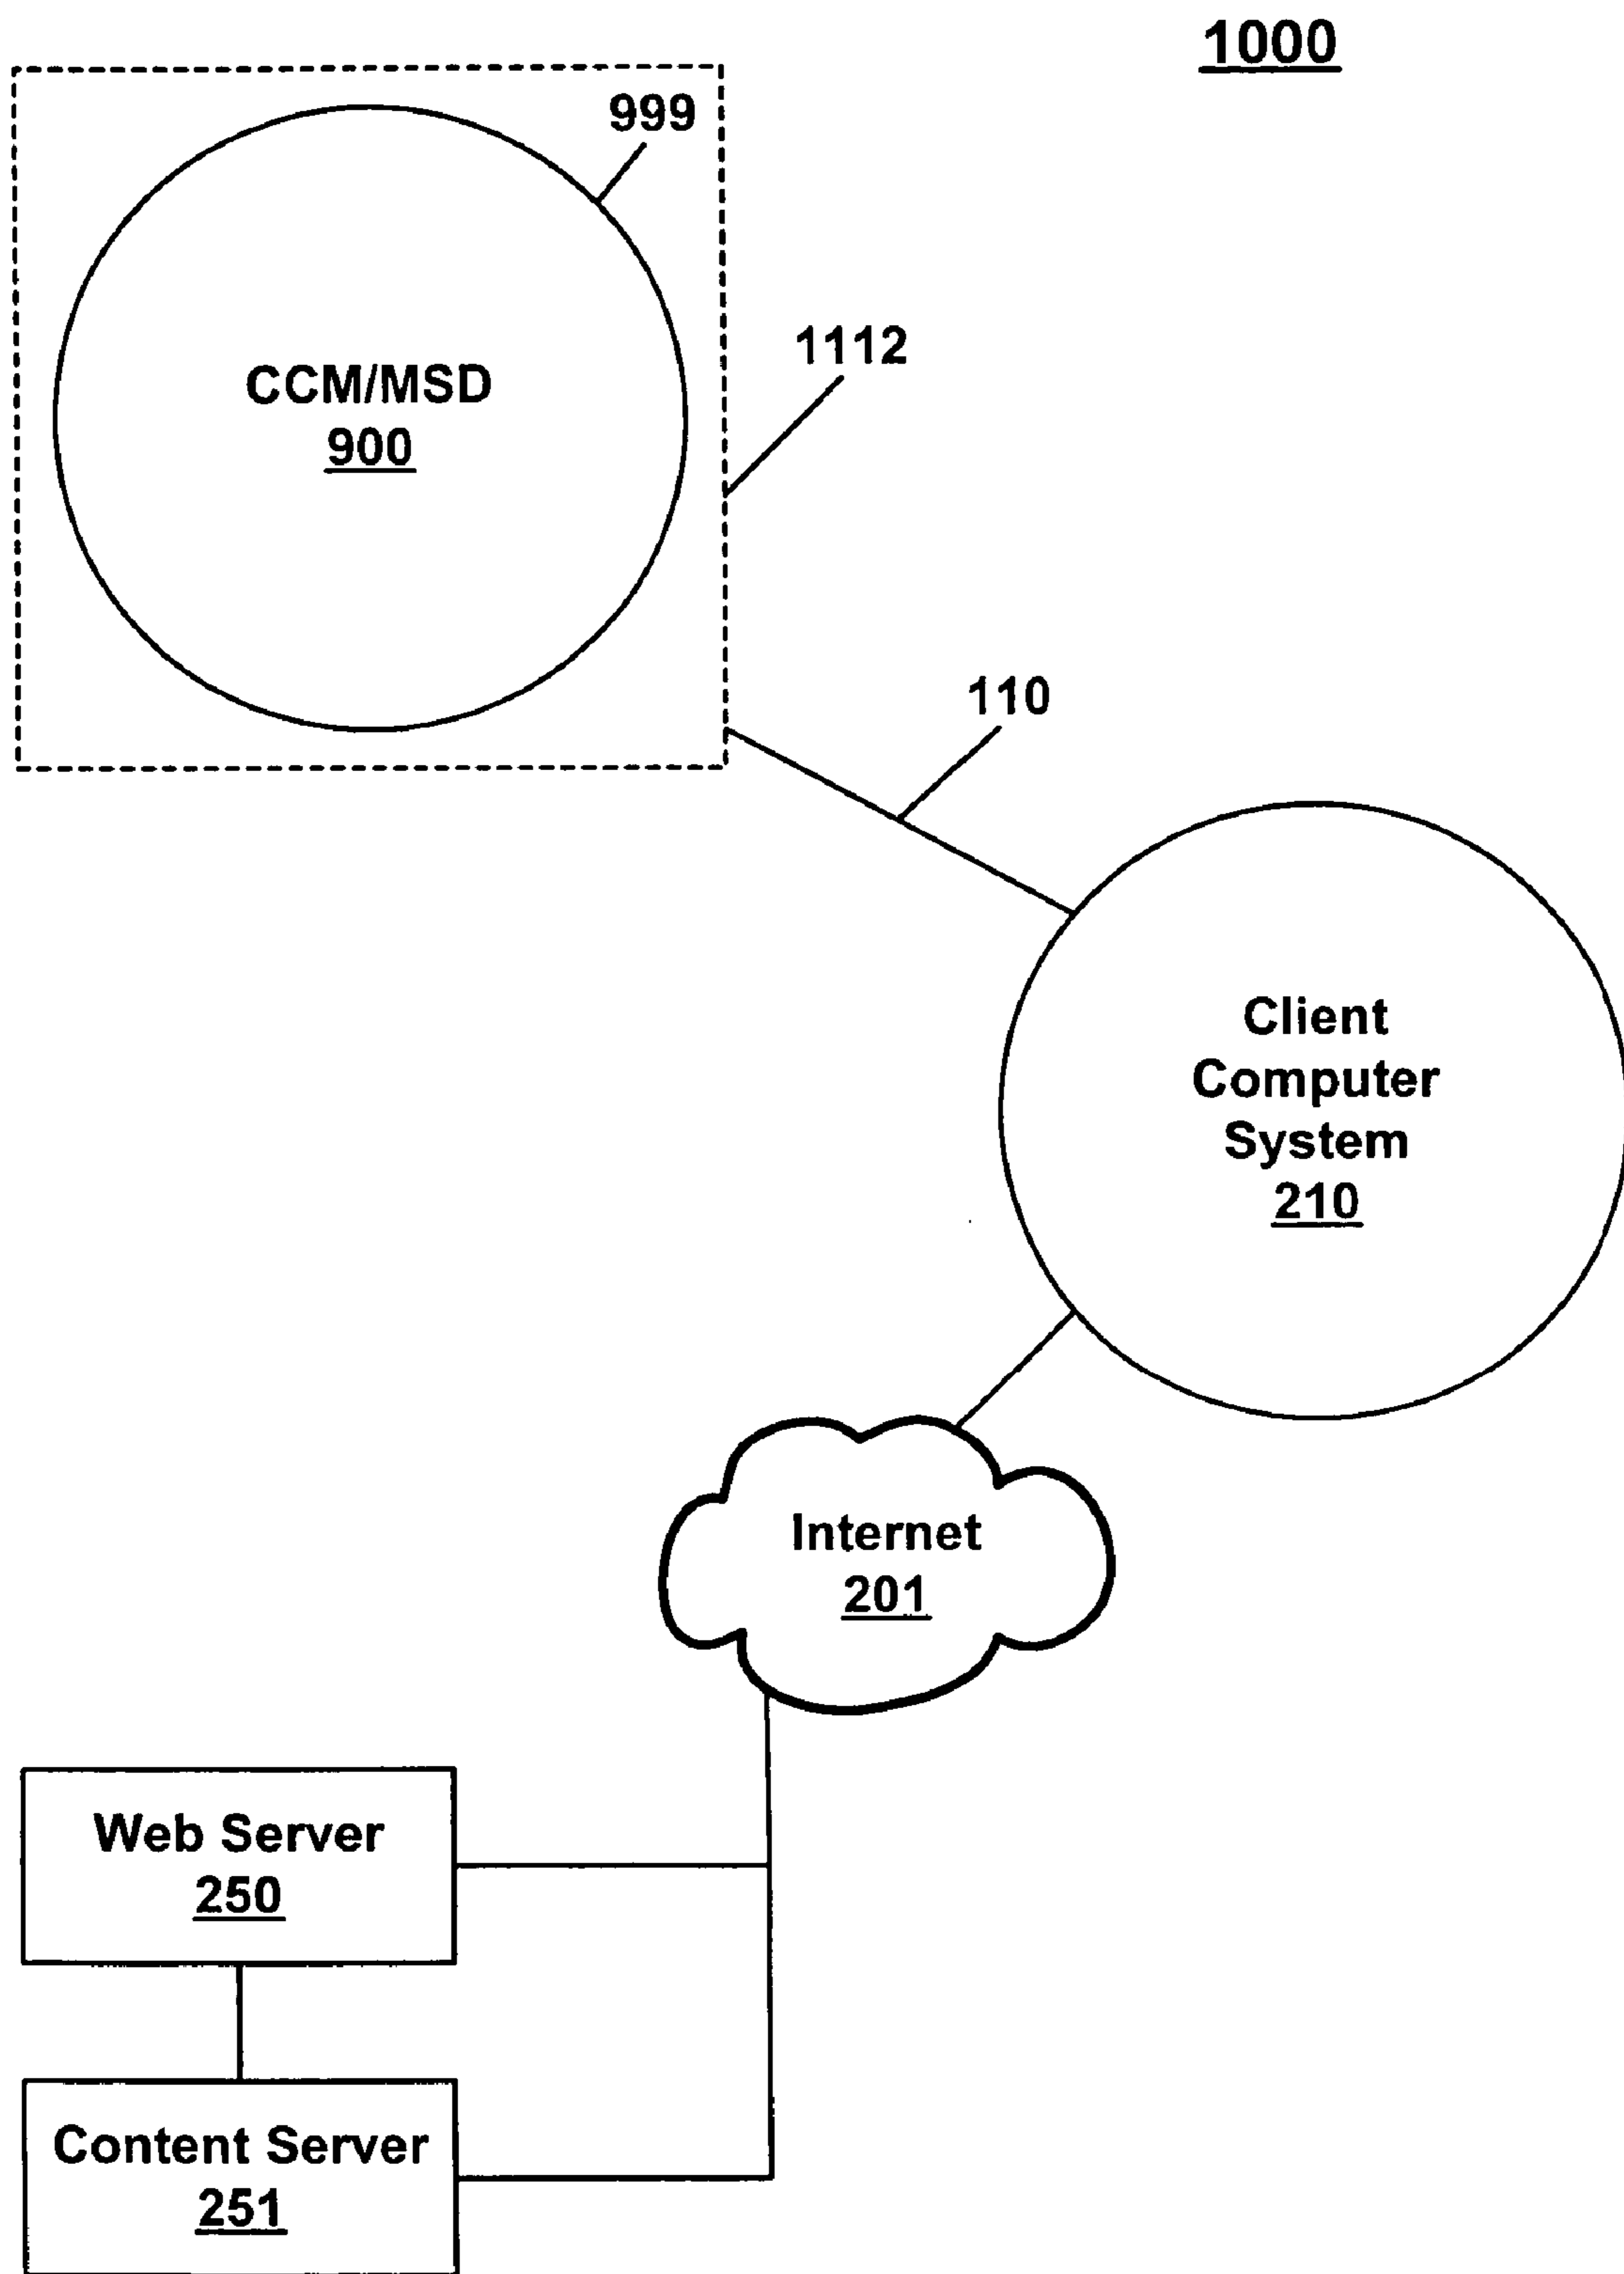 1000
999
CCM/MSD
900
1112
110
Client
Computer
System
210
Internet
201
Web Server
250
Content Server
251